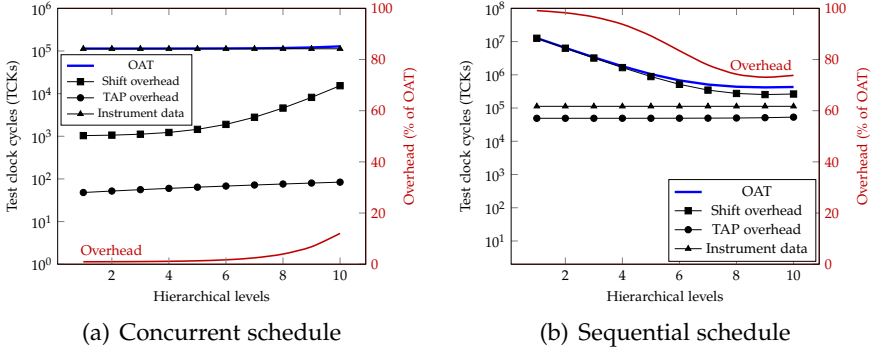 10^6
10^5
10^4
10^3
10^2
10^1
10^0
Test clock cycles (TCKs)
OAT
Shift overhead
TAP overhead
Instrument data
Overhead
2 4 6 8 10
Hierarchical levels
100
80
60
40
20
0
Overhead (% of OAT)
(a) Concurrent schedule
10^8
10^7
10^6
10^5
10^4
10^3
10^2
10^1
Test clock cycles (TCKs)
Overhead
OAT
Shift overhead
TAP overhead
Instrument data
2 4 6 8 10
Hierarchical levels
100
80
60
40
20
0
Overhead (% of OAT)
(b) Sequential schedule